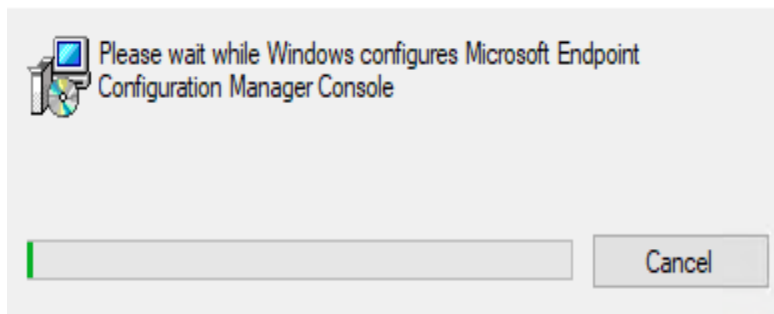 Please wait while Windows configures Microsoft Endpoint
Configuration Manager Console
Cancel